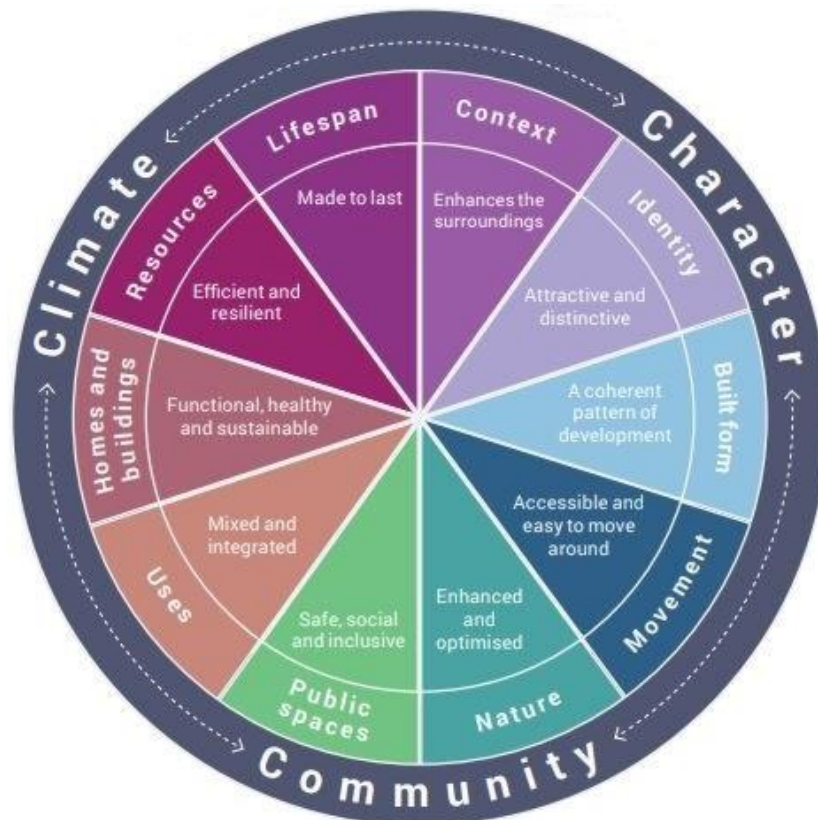 Climate
Character
Community
Lifespan
Made to last
Context
Enhances the
surroundings
Identity
Attractive and
distinctive
Built form
A coherent
pattern of
development
Movement
Accessible and
easy to move
around
Nature
Enhanced
and
optimised
Public
spaces
Safe, social
and inclusive
Uses
Mixed and
integrated
Homes and
buildings
Functional, healthy
and sustainable
Resources
Efficient and
resilient